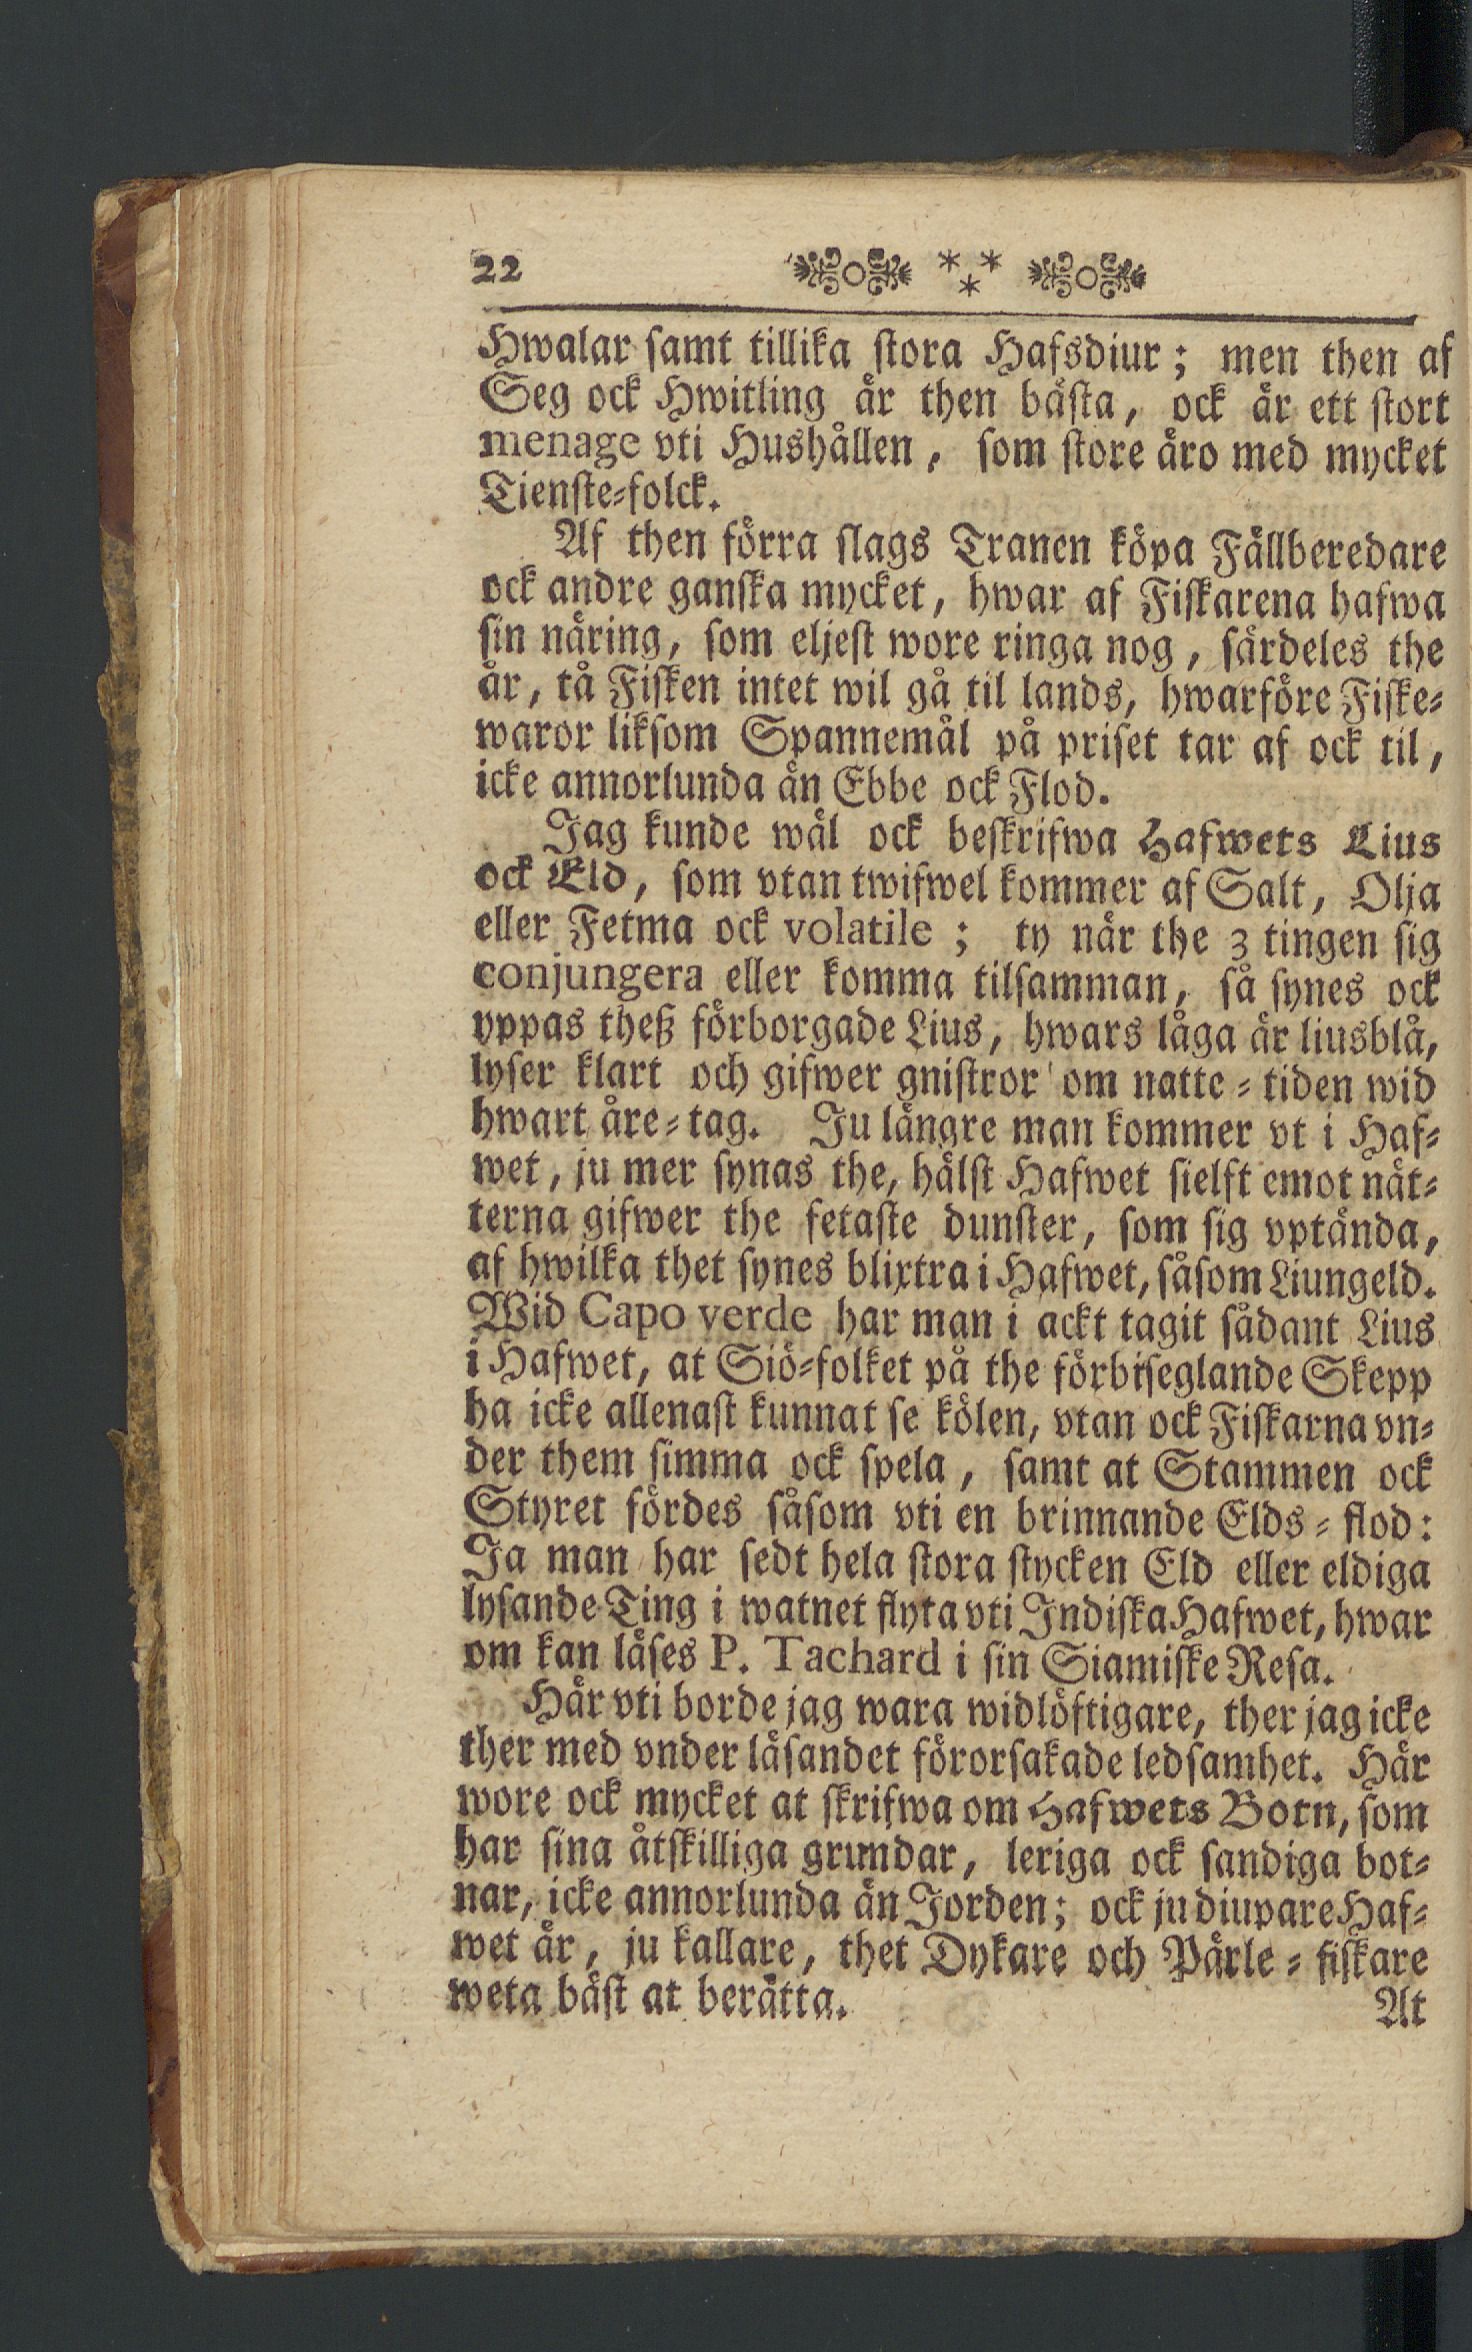 22 * * *
Hwalar samt tillika stora Hafsdiur; men then af
Seg ock Hwitling är then bästa, ock är ett stort
menage vti Hushållen, som store äro med mycket
Tienste-folck.
Af then förra slags Tranen köpa Fällberedare
ock andre ganska mycket, hwar af Fiskarena hafwa
sin näring, som eljest wore ringa nog, särdeles the
år, tå Fisken intet wil gå til lands, hwarföre Fiske-
waror liksom Spannemål på priset tar af ock til,
icke annorlunda än Ebbe ock Flod.
Jag kunde wäl ock beskrifwa Hafwets Lius
ock Eld, som vtan twifwel kommer af Salt, Olja
eller Fetma ock volatile; ty när the 3 tingen sig
conjungera eller komma tilsamman, så synes ock
yppas theß förborgade Lius, hwars låga är liusblå,
lyser klart och gifwer gnistror om natte-tiden wid
hwart åre-tag. Ju längre man kommer vt i Haf-
wet, ju mer synas the, hälst Hafwet sielft emot nät-
terna gifwer the fetaste dunster, som sig vptända,
af hwilka thet synes blixtra i Hafwet, såsom Liungeld.
Wid Capo verde har man i ackt tagit sådant Lius
i Hafwet, at Siö-folket på the förbiseglande Skepp
ha icke allenast kunnat se kölen, vtan ock Fiskarna vn-
der them simma ock spela, samt at Stammen ock
Styret fördes såsom vti en brinnande Elds-flod:
Ja man har sedt hela stora stycken Eld eller eldiga
lysande Ting i watnet flyta vti Indiska Hafwet, hwar
om kan läses P. Tachard i sin Siamiske Resa.
Här vti borde jag wara widlöftigare, ther jag icke
ther med vnder läsandet förorsakade ledsamhet. Här
wore ock mycket at skrifwa om Hafwets Botn, som
har sina åtskilliga grundar, leriga ock sandiga bot-
nar, icke annorlunda än Jorden; ock ju diupare Haf-
wet är, ju kallare, thet Dykare och Pärle-fiskare
weta bäst at berätta.
At